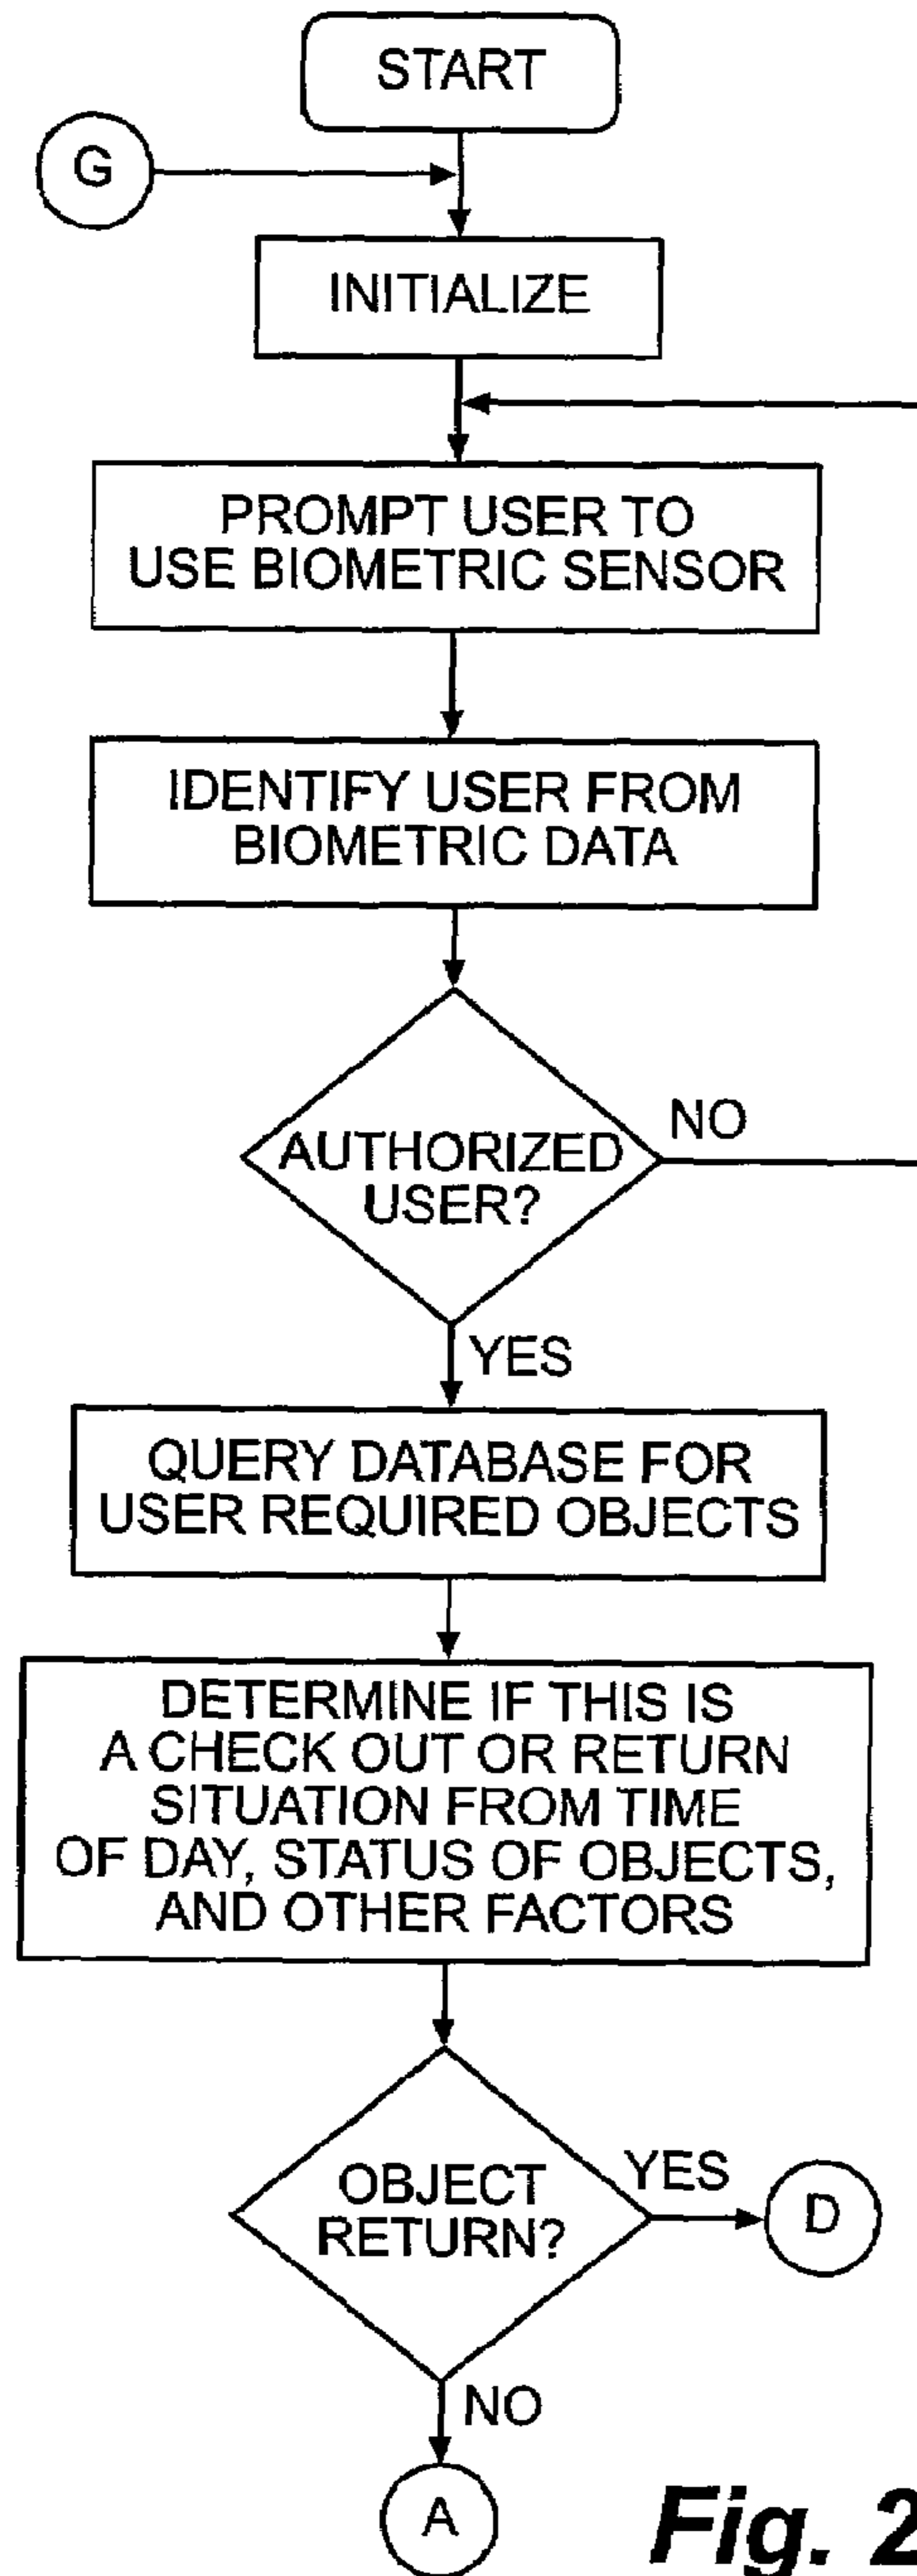 START
G
INITIALIZE
PROMPT USER TO
USE BIOMETRIC SENSOR
IDENTIFY USER FROM
BIOMETRIC DATA
AUTHORIZED
USER?
NO
YES
QUERY DATABASE FOR
USER REQUIRED OBJECTS
DETERMINE IF THIS IS
A CHECK OUT OR RETURN
SITUATION FROM TIME
OF DAY, STATUS OF OBJECTS,
AND OTHER FACTORS
OBJECT
RETURN?
YES
D
NO
A
Fig. 2